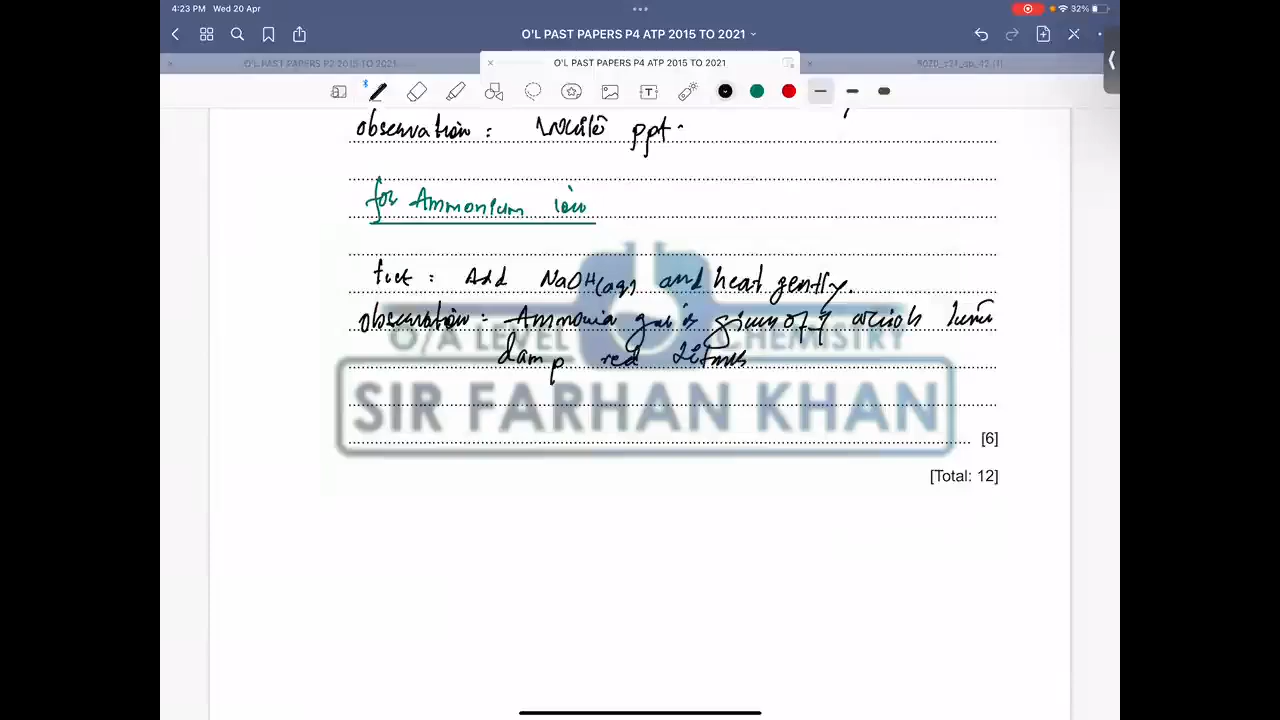 4:23 PM Wed 20 Apr
32%
O'L PAST PAPERS P4 ATP 2015 TO 2021
O'L PAST PAPERS P2 2015 TO 2021
O'L PAST PAPERS P4 ATP 2015 TO 2021
observation : white ppt.
for Ammonium ion
test : Add NaOH(aq) and heat gently.
observation : Ammonia gas is given off which turns
damp red litmus
O/A LEVEL CHEMISTRY
SIR FARHAN KHAN
[6]
[Total: 12]